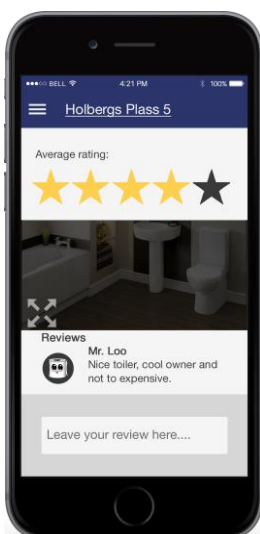 ●●●○○ BELL 4:21 PM 100%
Holbergs Plass 5
Average rating:
Reviews
Mr. Loo
Nice toiler, cool owner and
not to expensive.
Leave your review here....